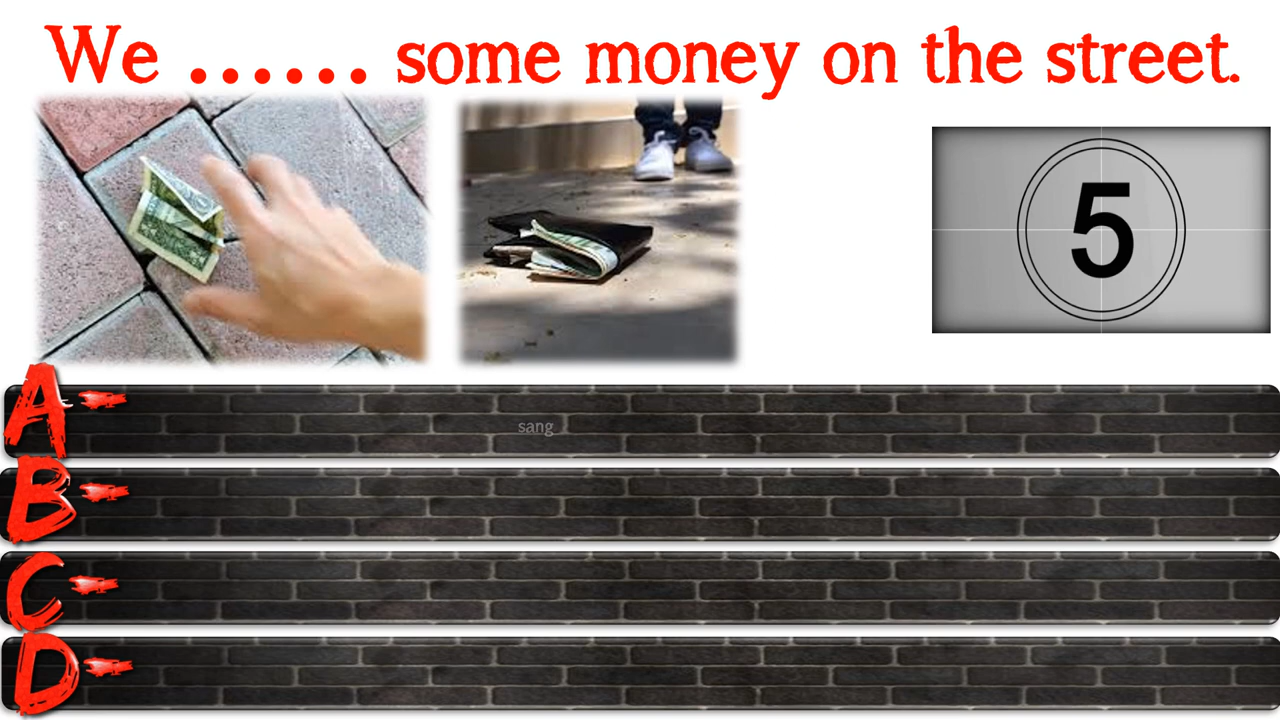 We ...... some money on the street.
5
A-
sang
B-
C-
D-